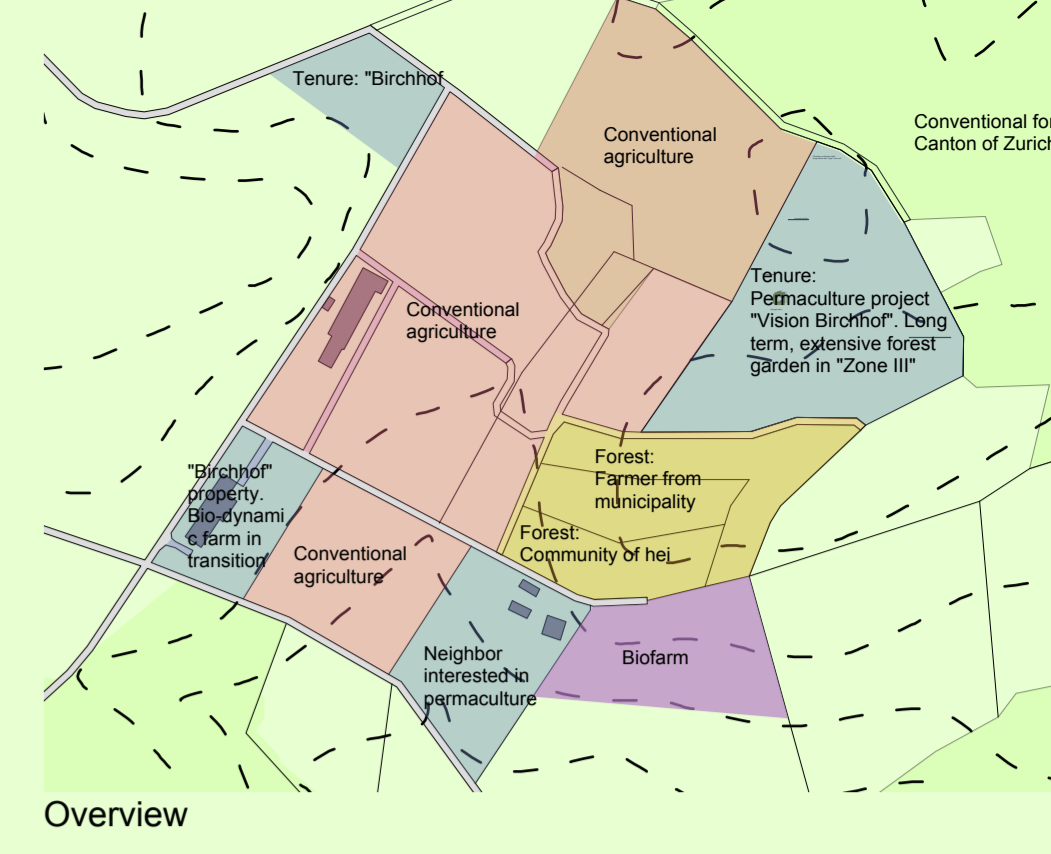 Tenure: "Birchhof
Conventional
agriculture
Conventional for
Canton of Zurich
Tenure:
Permaculture project
"Vision Birchhof". Long
term, extensive forest
garden in "Zone III"
Conventional
agriculture
Forest:
Farmer from
municipality
"Birchhof"
property.
Bio-dynami
c farm in
transition
Forest:
Community of hei
Conventional
agriculture
Neighbor
interested in
permaculture
Biofarm
Overview